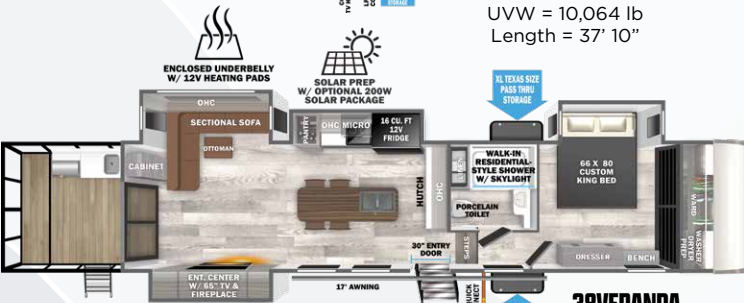 STORAGE
UVW = 10,064 lb
Length = 37' 10”
ENCLOSED UNDERBELLY
W/ 12V HEATING PADS
SOLAR PREP
W/ OPTIONAL 200W
SOLAR PACKAGE
XL TEXAS SIZE
PASS THRU
STORAGE
OHC
SECTIONAL SOFA
OTTOMAN
CABINET
PANTRY
OHC
MICRO
16 CU. FT
12V
FRIDGE
HUTCH
OHC
LINEN
WALK-IN
RESIDENTIAL-
STYLE SHOWER
W/ SKYLIGHT
PORCELAIN
TOILET
66 X 80
CUSTOM
KING BED
WARD
WASHER/
DRYER
PREP
30" ENTRY
DOOR
STEPS
DRESSER
BENCH
ENT. CENTER
W/ 65" TV &
FIREPLACE
17' AWNING